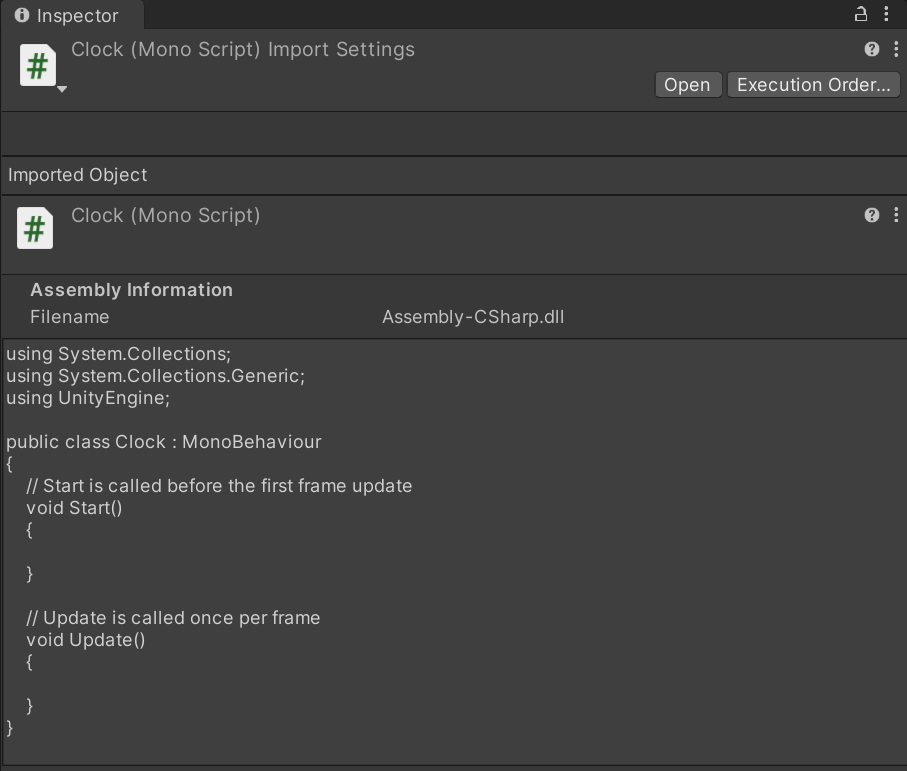 Inspector
Clock (Mono Script) Import Settings
Open Execution Order...
Imported Object
Clock (Mono Script)
Assembly Information
Filename Assembly-CSharp.dll
using System.Collections;
using System.Collections.Generic;
using UnityEngine;

public class Clock : MonoBehaviour
{
    // Start is called before the first frame update
    void Start()
    {

    }

    // Update is called once per frame
    void Update()
    {

    }
}